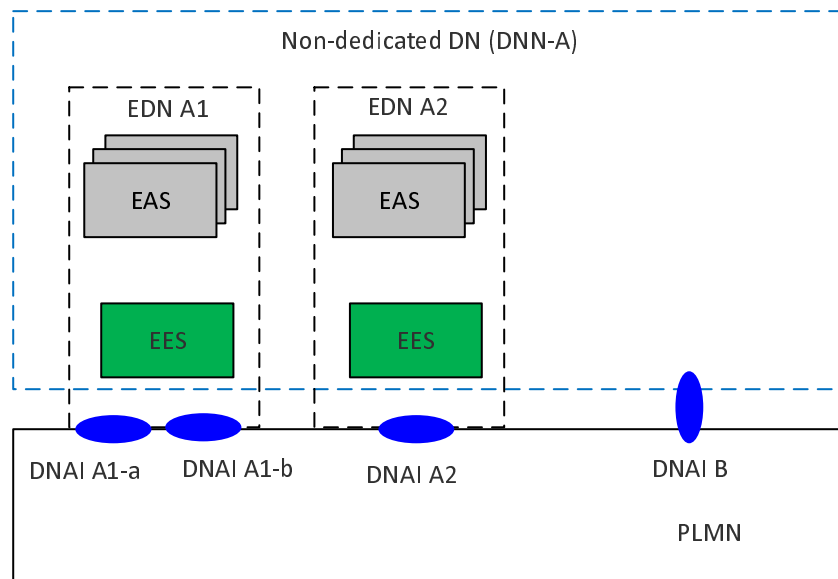 Non-dedicated DN (DNN-A)
EDN A1
EDN A2
EAS
EAS
EES
EES
DNAI A1-a
DNAI A1-b
DNAI A2
DNAI B
PLMN